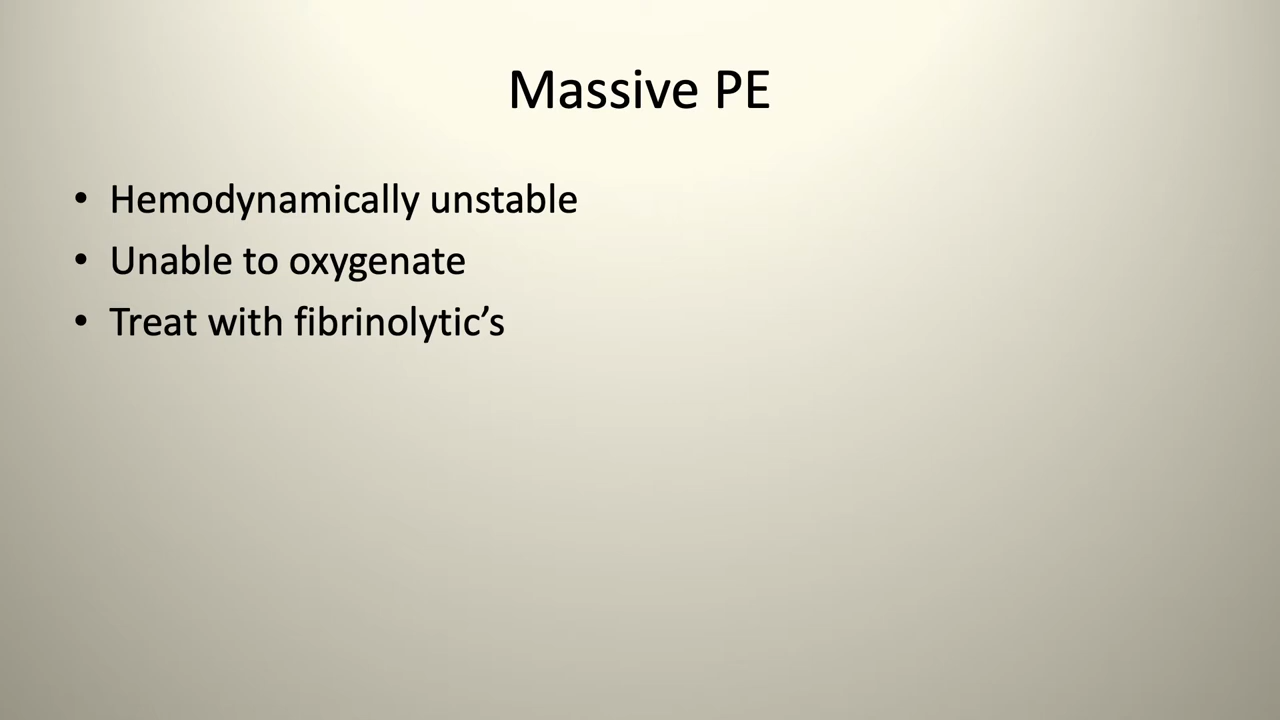 Massive PE
• Hemodynamically unstable
• Unable to oxygenate
• Treat with fibrinolytic’s